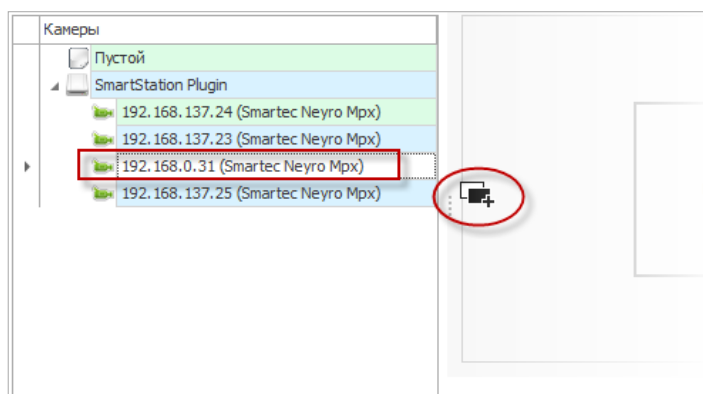 Камеры
Пустой
SmartStation Plugin
192.168.137.24 (Smartec Neyro Mpx)
192.168.137.23 (Smartec Neyro Mpx)
192.168.0.31 (Smartec Neyro Mpx)
192.168.137.25 (Smartec Neyro Mpx)